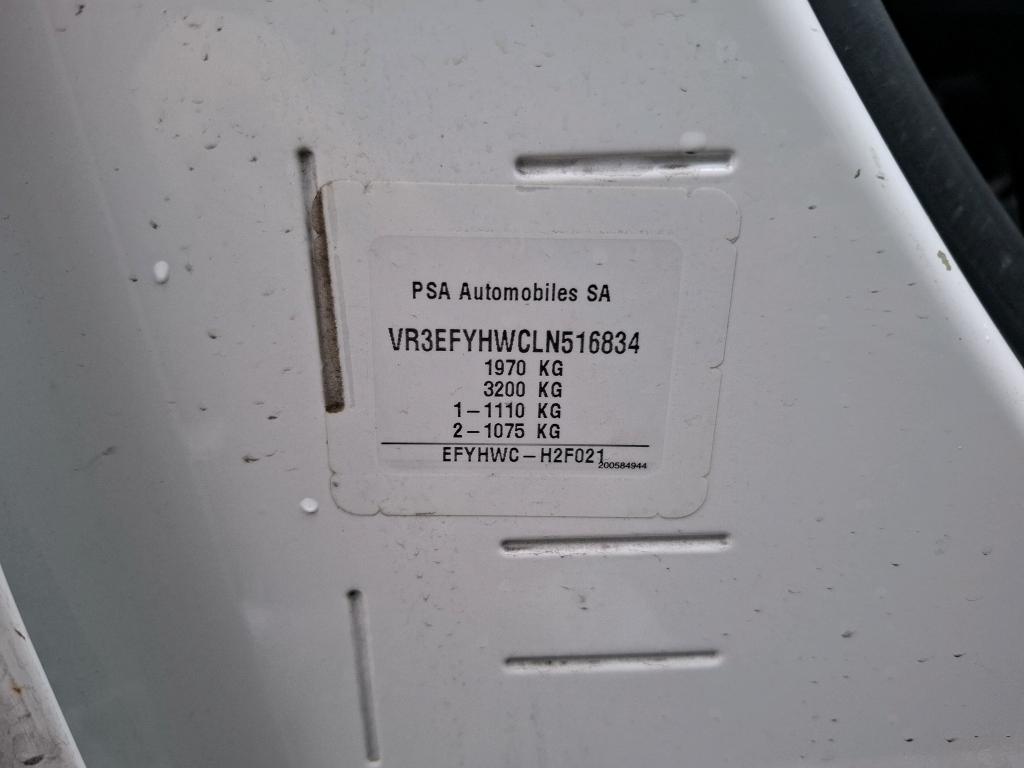 PSA Automobiles SA
VR3EFYHWCLN516834
1970 KG
3200 KG
1-1110 KG
2-1075 KG
EFYHWC-H2F021
200584944